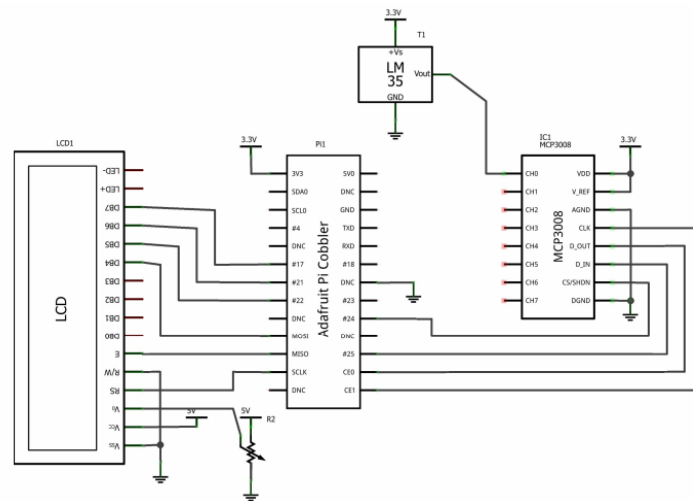 3.3V
T1
+Vs
LM
35
Vout
GND
LCD1
LED-
LED+
DB7
DB6
DB5
DB4
DB3
DB2
DB1
DB0
E
R/W
RS
V₀
Vcc
Vss
LCD
3.3V
Pi1
3V3
SDA0
SCL0
#4
DNC
#17
#21
#22
DNC
MOSI
MISO
SCLK
DNC
Adafruit Pi Cobbler
5V0
DNC
GND
TXD
RXD
#18
DNC
#23
#24
DNC
#25
CE0
CE1
5V
5V
R2
IC1
MCP3008
3.3V
CH0
CH1
CH2
CH3
CH4
CH5
CH6
CH7
MCP3008
VDD
V_REF
AGND
CLK
D_OUT
D_IN
CS/SHDN
DGND